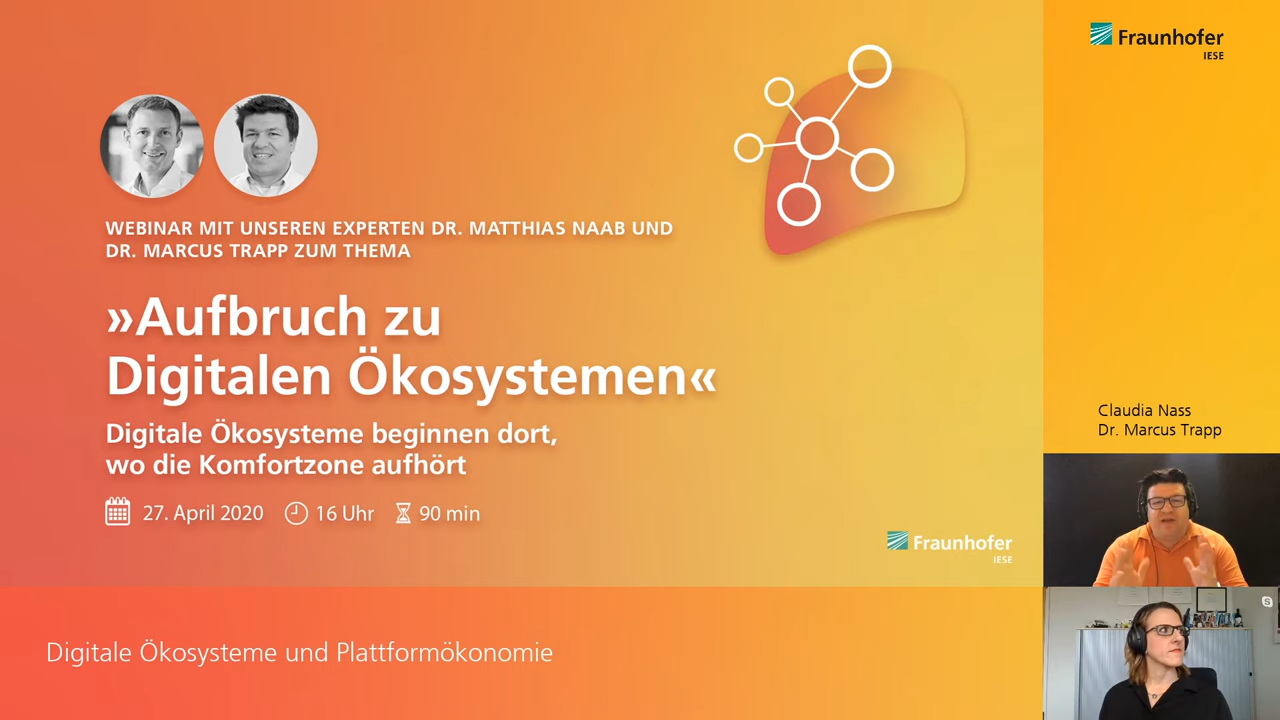 WEBINAR MIT UNSEREN EXPERTEN DR. MATTHIAS NAAB UND
DR. MARCUS TRAPP ZUM THEMA
»Aufbruch zu
Digitalen Ökosystemen«
Digitale Ökosysteme beginnen dort,
wo die Komfortzone aufhört
27. April 2020 16 Uhr 90 min
Fraunhofer
IESE
Digitale Ökosysteme und Plattformökonomie
Fraunhofer
IESE
Claudia Nass
Dr. Marcus Trapp